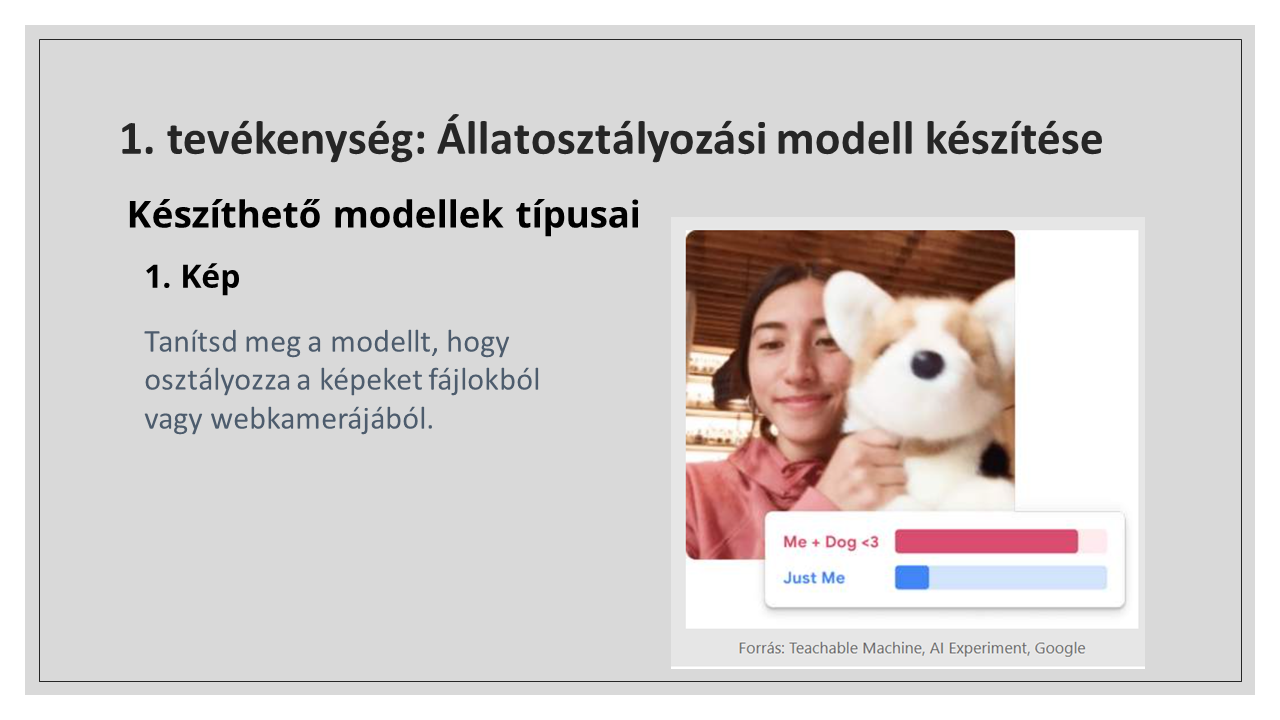 1. tevékenység: Állatosztályozási modell készítése
Készíthető modellek típusai
1. Kép
Tanítsd meg a modellt, hogy
osztályozza a képeket fájlokból
vagy webkamerájából.
Me + Dog <3
Just Me
Forrás: Teachable Machine, AI Experiment, Google